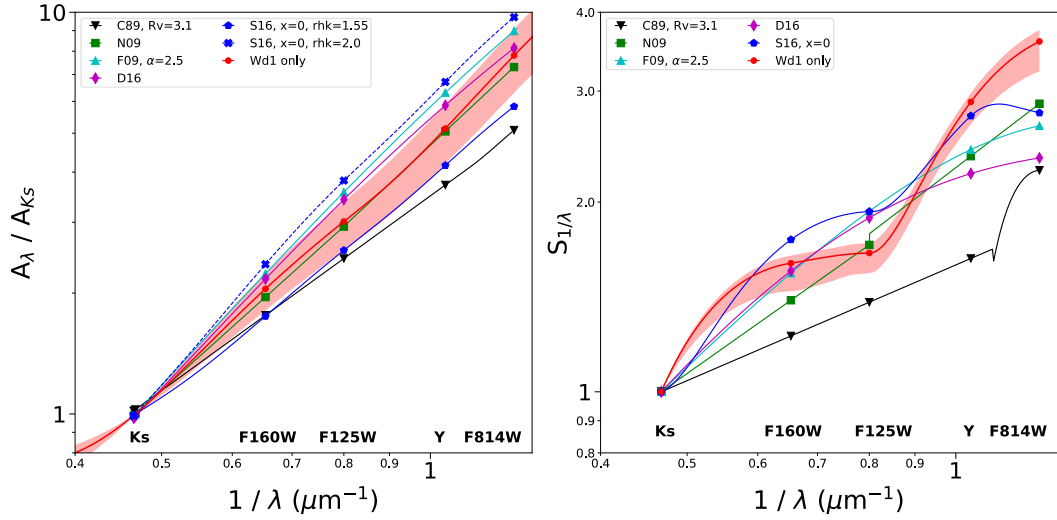 C89, Rv=3.1
N09
F09, α=2.5
D16
S16, x=0, rhk=1.55
S16, x=0, rhk=2.0
Wd1 only
10
1
A_λ / A_Ks
Ks
F160W
F125W
Y
F814W
0.4
0.5
0.6
0.7
0.8
0.9
1
1 / λ (μm⁻¹)
C89, Rv=3.1
N09
F09, α=2.5
D16
S16, x=0
Wd1 only
4.0
3.0
2.0
1
0.9
0.8
S_1/λ
Ks
F160W
F125W
Y
F814W
0.4
0.5
0.6
0.7
0.8
0.9
1
1 / λ (μm⁻¹)